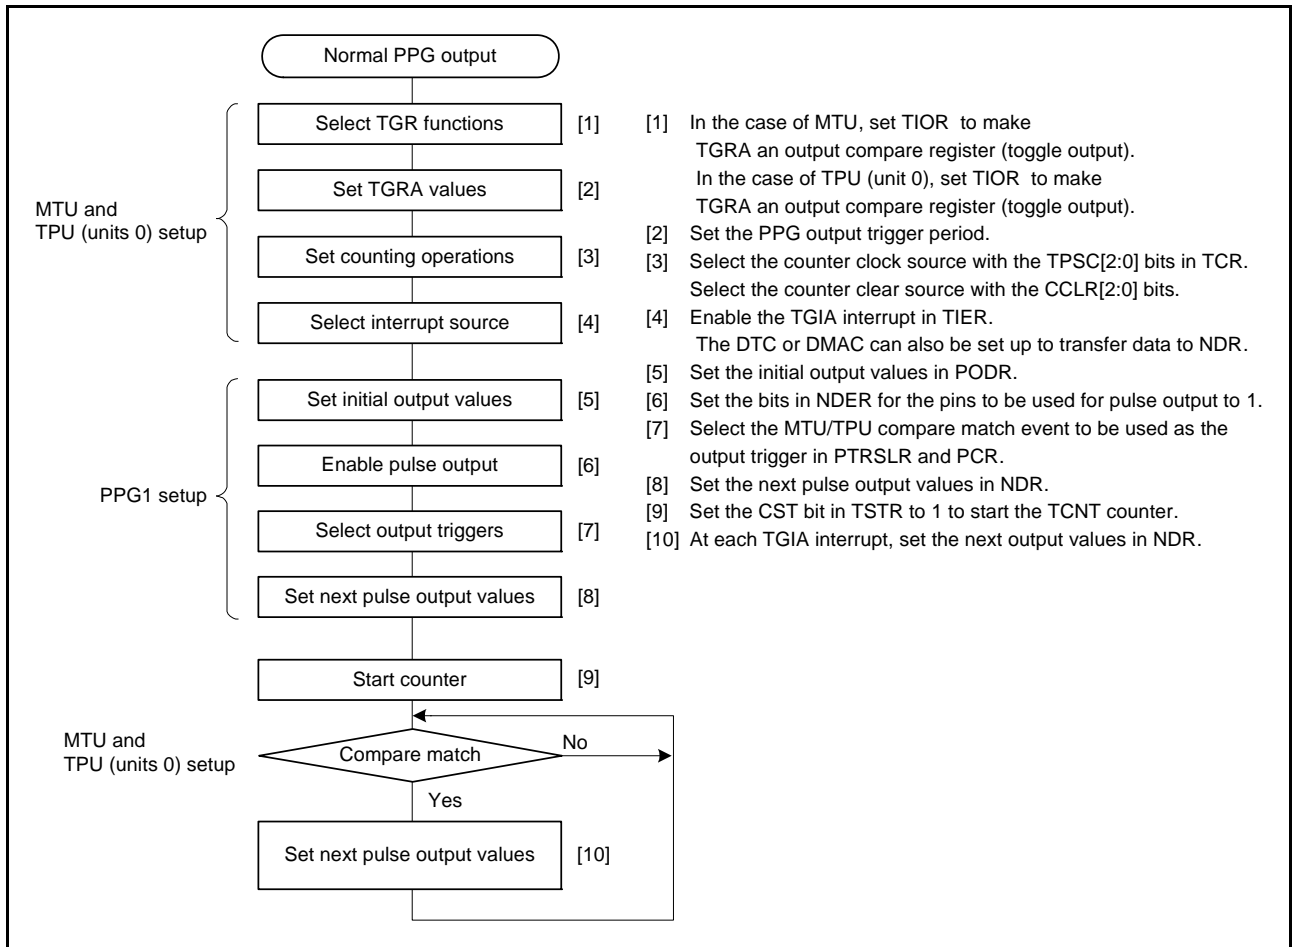 Normal PPG output
Select TGR functions [1]
Set TGRA values [2]
MTU and
TPU (units 0) setup
Set counting operations [3]
Select interrupt source [4]
Set initial output values [5]
Enable pulse output [6]
PPG1 setup
Select output triggers [7]
Set next pulse output values [8]
Start counter [9]
MTU and
TPU (units 0) setup
Compare match
No
Yes
Set next pulse output values [10]
[1] In the case of MTU, set TIOR to make
TGRA an output compare register (toggle output).
In the case of TPU (unit 0), set TIOR to make
TGRA an output compare register (toggle output).
[2] Set the PPG output trigger period.
[3] Select the counter clock source with the TPSC[2:0] bits in TCR.
Select the counter clear source with the CCLR[2:0] bits.
[4] Enable the TGIA interrupt in TIER.
The DTC or DMAC can also be set up to transfer data to NDR.
[5] Set the initial output values in PODR.
[6] Set the bits in NDER for the pins to be used for pulse output to 1.
[7] Select the MTU/TPU compare match event to be used as the
output trigger in PTRSLR and PCR.
[8] Set the next pulse output values in NDR.
[9] Set the CST bit in TSTR to 1 to start the TCNT counter.
[10] At each TGIA interrupt, set the next output values in NDR.